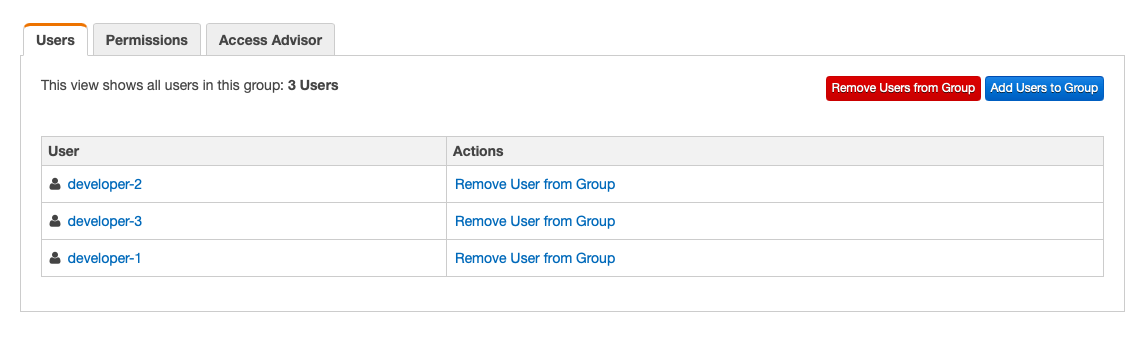 Users Permissions Access Advisor
This view shows all users in this group: 3 Users Remove Users from Group Add Users to Group
User Actions
developer-2 Remove User from Group
developer-3 Remove User from Group
developer-1 Remove User from Group